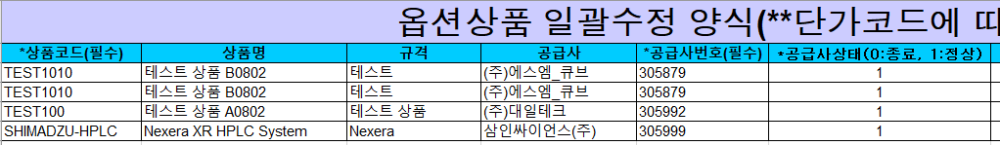 옵션상품 일괄수정 양식(**단가코드에 따
*상품코드(필수) 상품명 규격 공급사 *공급사번호(필수) *공급사상태(0:종료, 1:정상)
TEST1010 테스트 상품 B0802 테스트 (주)에스엠_큐브 305879 1
TEST1010 테스트 상품 B0802 테스트 (주)에스엠_큐브 305879 1
TEST100 테스트 상품 A0802 테스트 상품 (주)대일테크 305992 1
SHIMADZU-HPLC Nexera XR HPLC System Nexera 삼인싸이언스(주) 305999 1